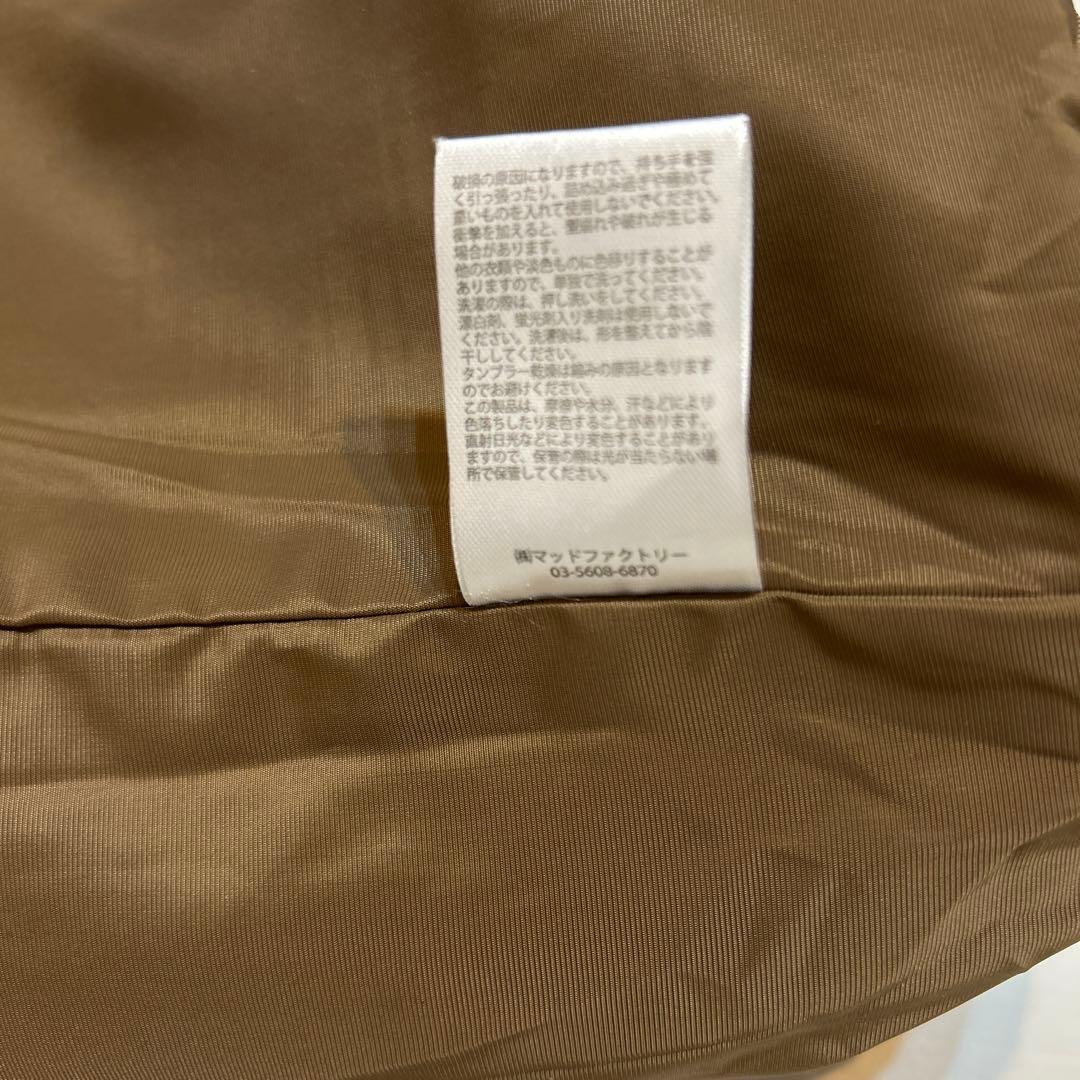 破損の原因になりますので、持ち手を強
く引っ張ったり、詰め込み過ぎや極めて
重いものを入れて使用しないでください。
衝撃を加えると、型崩れや破れが生じる
場合があります。
他の衣類や淡色ものに色移りすることが
ありますので、単独で洗ってください。
洗濯の際は、押し洗いをしてください。
漂白剤、蛍光剤入り洗剤は使用しないで
ください。洗濯後は、形を整えてから陰
干ししてください。
タンブラー乾燥は縮みの原因となります
のでお避けください。
この製品は、摩擦や水分、汗などにより
色落ちしたり変色することがあります。
直射日光などにより変色することがあり
ますので、保管の際は光が当たらない場
所で保管してください。
㈲マッドファクトリー
03-5608-6870